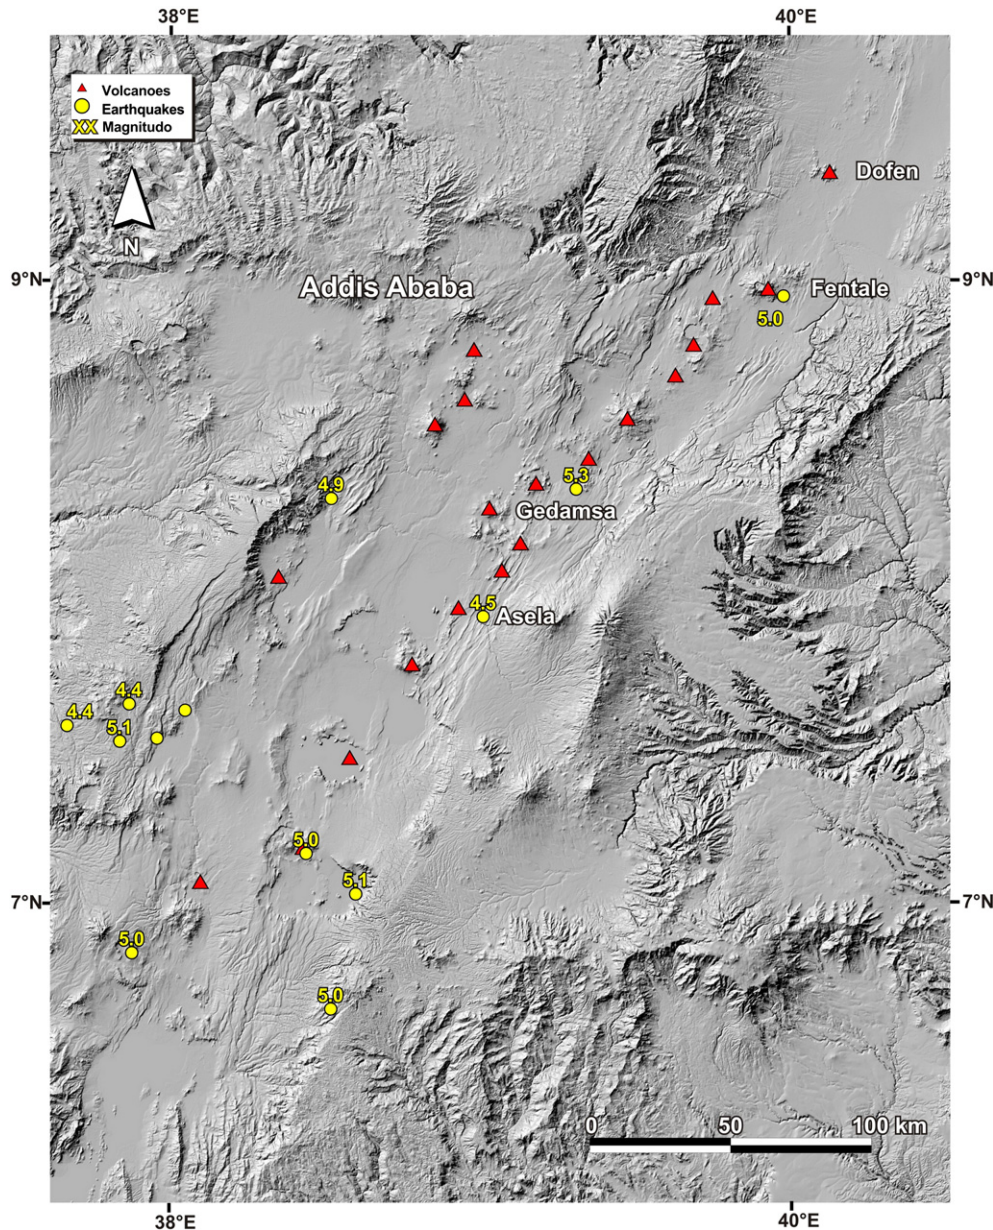 38°E
40°E
Volcanoes
Earthquakes
XX Magnitudo
N
Dofen
9°N
9°N
Addis Ababa
Fentale
5.0
4.9
5.3
Gedamsa
4.5
Asela
4.4
4.4
5.1
5.0
5.1
7°N
7°N
5.0
5.0
0
50
100 km
38°E
40°E